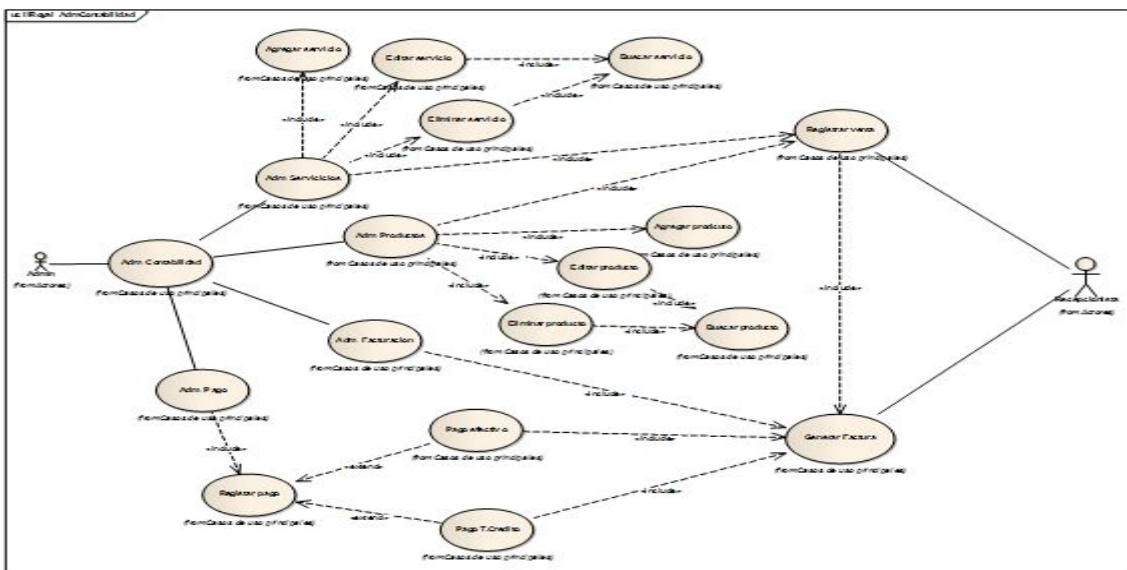 uc HRoyal AdmContabilidad
Agregar servicio
(from Casos de uso principales)
Editar servicio
(from Casos de uso principales)
Buscar servicio
(from Casos de uso principales)
«include»
Eliminar servicio
(from Casos de uso principales)
«include»
«include»
«include»
«include»
Registrar venta
(from Casos de uso principales)
Adm Servicicios
(from Casos de uso principales)
«include»
«include»
Adm Productos
(from Casos de uso principales)
Agregar producto
(from Casos de uso principales)
«include»
Admin
(from Actores)
Adm Contabilidad
(from Casos de uso principales)
«include»
Editar producto
(from Casos de uso principales)
«include»
«include»
«include»
Recepcionista
(from Actores)
Eliminar producto
(from Casos de uso principales)
«include»
Buscar producto
(from Casos de uso principales)
Adm Facturacion
(from Casos de uso principales)
Adm Pago
(from Casos de uso principales)
«include»
«include»
Pago efectivo
(from Casos de uso principales)
«include»
Generar Factura
(from Casos de uso principales)
«extend»
Registrar pago
(from Casos de uso principales)
«include»
«extend»
Pago T.Credito
(from Casos de uso principales)